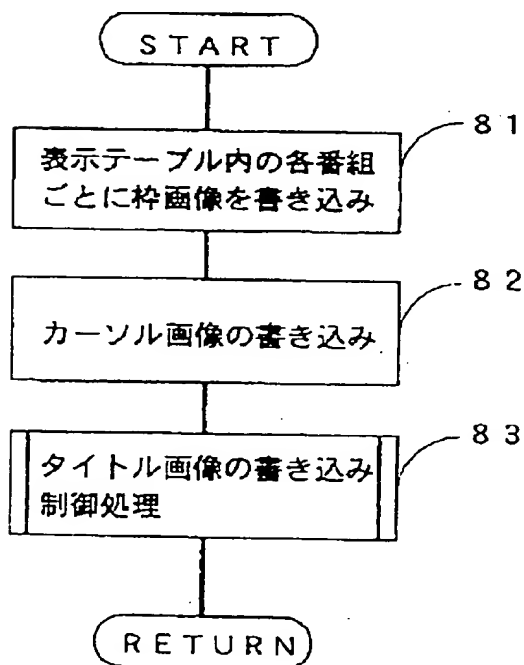 START
81
表示テーブル内の各番組
ごとに枠画像を書き込み
82
カーソル画像の書き込み
83
タイトル画像の書き込み
制御処理
RETURN